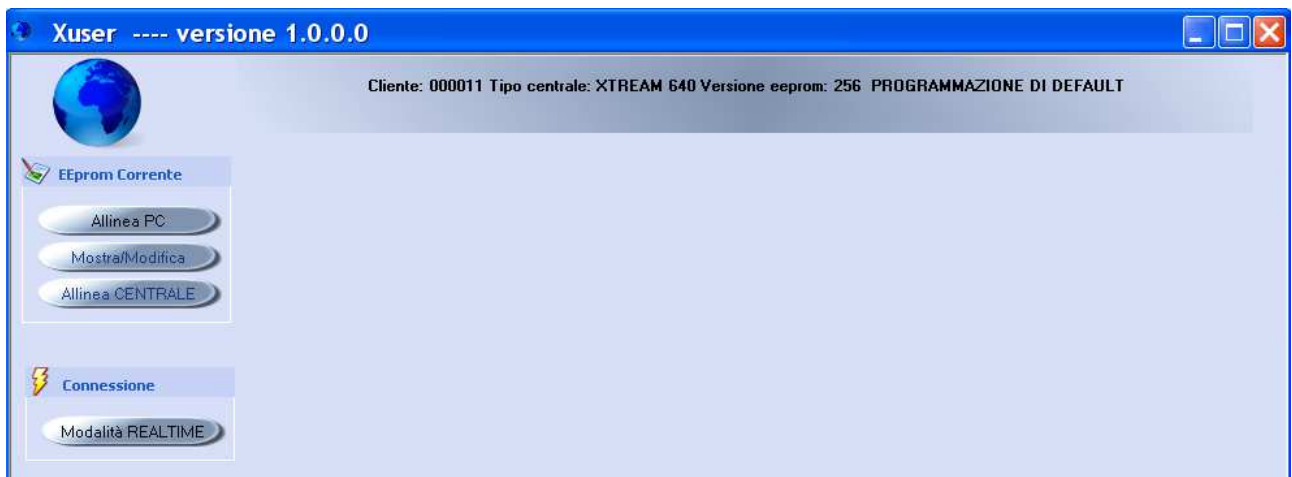 Xuser ---- versione 1.0.0.0
Cliente: 000011 Tipo centrale: XTREAM 640 Versione eeprom: 256 PROGRAMMAZIONE DI DEFAULT
EEprom Corrente
Allinea PC
Mostra/Modifica
Allinea CENTRALE
Connessione
Modalità REALTIME